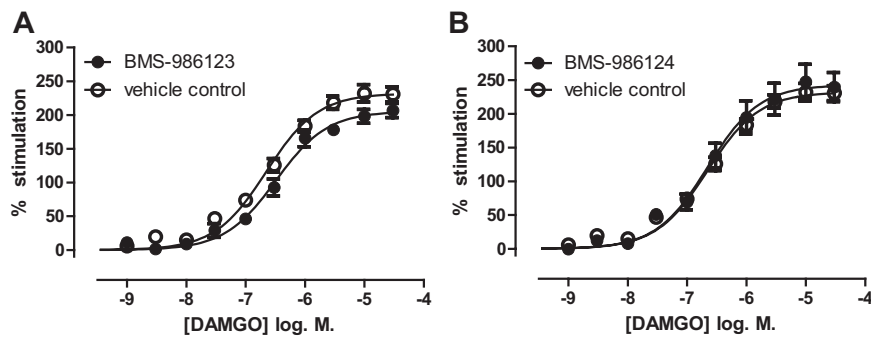 A
BMS-986123
vehicle control
% stimulation
300
250
200
150
100
50
0
-9 -8 -7 -6 -5 -4
[DAMGO] log. M.
B
BMS-986124
vehicle control
% stimulation
300
250
200
150
100
50
0
-9 -8 -7 -6 -5 -4
[DAMGO] log. M.